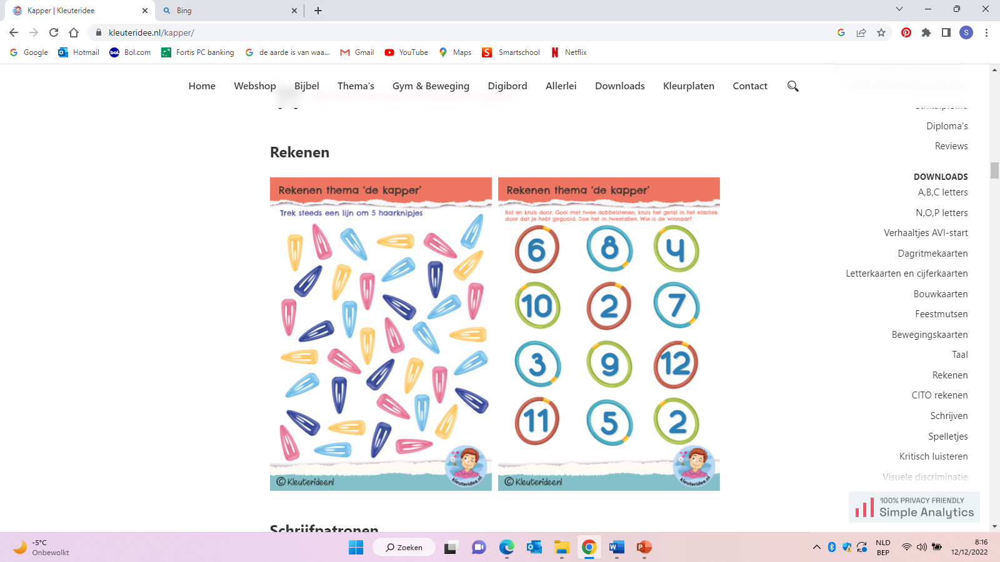 Kapper | Kleuteridee
Bing
kleuteridee.nl/kapper/
S
Google
Hotmail
Bol.com
Fortis PC banking
de aarde is van waa...
Gmail
YouTube
Maps
Smartschool
Netflix
Home
Webshop
Bijbel
Thema's
Gym & Beweging
Digibord
Allerlei
Downloads
Kleurplaten
Contact
Rekenen
Rekenen thema 'de kapper'
Trek steeds een lijn om 5 haarknipjes
© Kleuteridee.nl
kleuteridee.nl
Rekenen thema 'de kapper'
Rol en kruis door. Gooi met twee dobbelstenen, kruis het getal in het elastiek
door dat je hebt gegooid. Doe het in tweetallen. Wie is de winnaar?
6 8 4
10 2 7
3 9 12
11 5 2
© Kleuteridee.nl
kleuteridee.nl
Schrijfpatronen
Diploma's
Reviews
DOWNLOADS
A,B,C letters
N,O,P letters
Verhaaltjes AVI-start
Dagritmekaarten
Letterkaarten en cijferkaarten
Bouwkaarten
Feestmutsen
Bewegingskaarten
Taal
Rekenen
CITO rekenen
Schrijven
Spelletjes
Kritisch luisteren
Visuele discriminatie
100% PRIVACY FRIENDLY
Simple Analytics
-5°C
Onbewolkt
Zoeken
NLD
BEP
8:16
12/12/2022